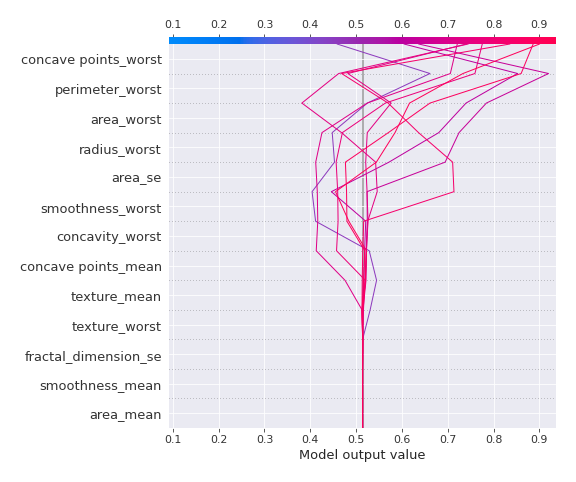 0.1 0.2 0.3 0.4 0.5 0.6 0.7 0.8 0.9
concave points_worst
perimeter_worst
area_worst
radius_worst
area_se
smoothness_worst
concavity_worst
concave points_mean
texture_mean
texture_worst
fractal_dimension_se
smoothness_mean
area_mean
0.1 0.2 0.3 0.4 0.5 0.6 0.7 0.8 0.9
Model output value